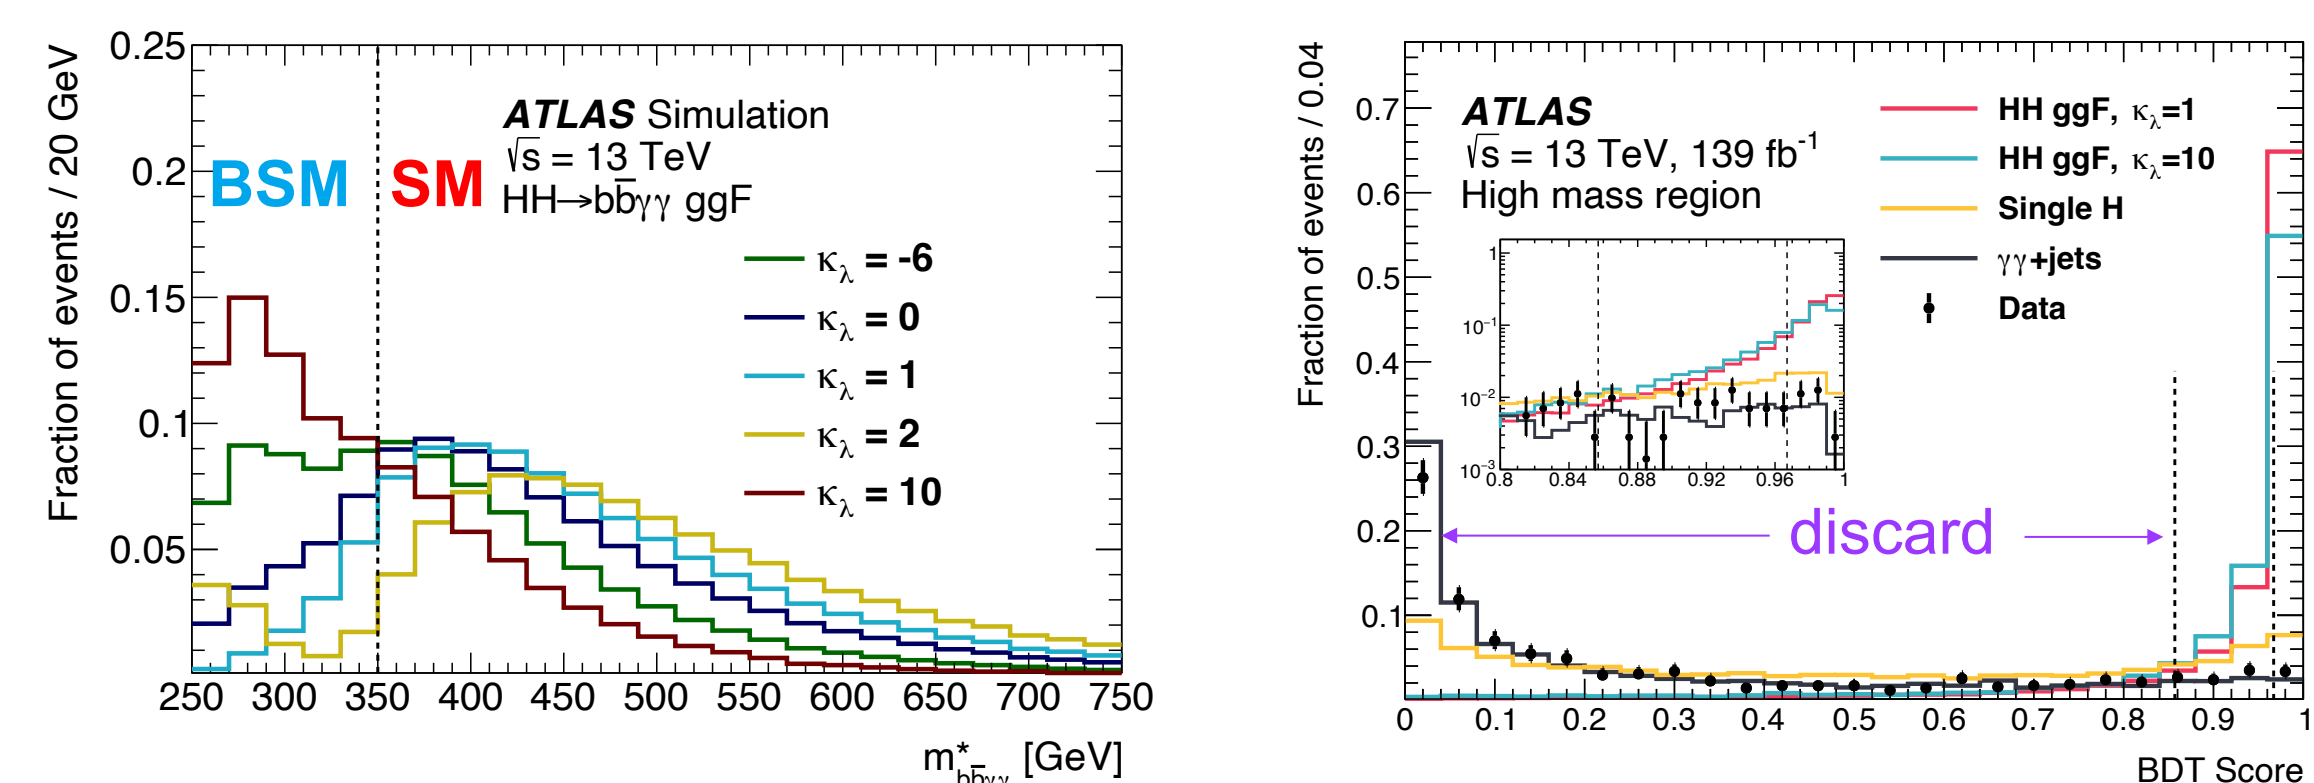 Fraction of events / 20 GeV
0.25
0.2
0.15
0.1
0.05
BSM
SM
ATLAS Simulation
√s = 13 TeV
HH→bb̅γγ ggF
κλ = -6
κλ = 0
κλ = 1
κλ = 2
κλ = 10
250 300 350 400 450 500 550 600 650 700 750
m*bb̅γγ [GeV]
Fraction of events / 0.04
0.7
0.6
0.5
0.4
0.3
0.2
0.1
ATLAS
√s = 13 TeV, 139 fb-1
High mass region
HH ggF, κλ=1
HH ggF, κλ=10
Single H
γγ+jets
Data
1
10−1
10−2
10−3
0.8 0.84 0.88 0.92 0.96 1
discard
0 0.1 0.2 0.3 0.4 0.5 0.6 0.7 0.8 0.9 1
BDT Score